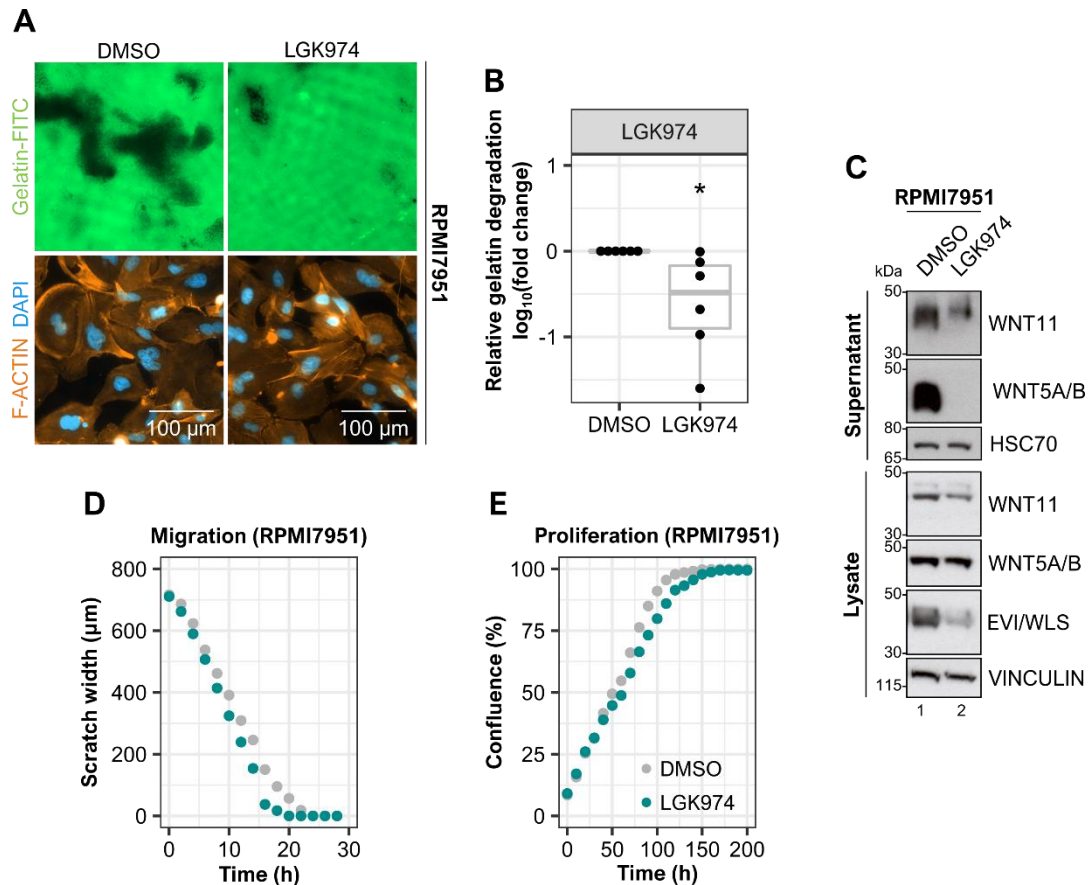 A
DMSO LGK974
Gelatin-FITC
F-ACTIN DAPI
100 µm 100 µm
RPMI7951
B
LGK974
Relative gelatin degradation
log₁₀(fold change)
1
0
-1
DMSO LGK974
C
RPMI7951
DMSO
LGK974
kDa
Supernatant
50
30
WNT11
50
WNT5A/B
80
65
HSC70
Lysate
50
30
WNT11
50
WNT5A/B
50
30
EVI/WLS
115
VINCULIN
1 2
D
Migration (RPMI7951)
Scratch width (µm)
800
600
400
200
0
0 10 20 30
Time (h)
E
Proliferation (RPMI7951)
Confluence (%)
100
75
50
25
0
DMSO
LGK974
0 50 100 150 200
Time (h)